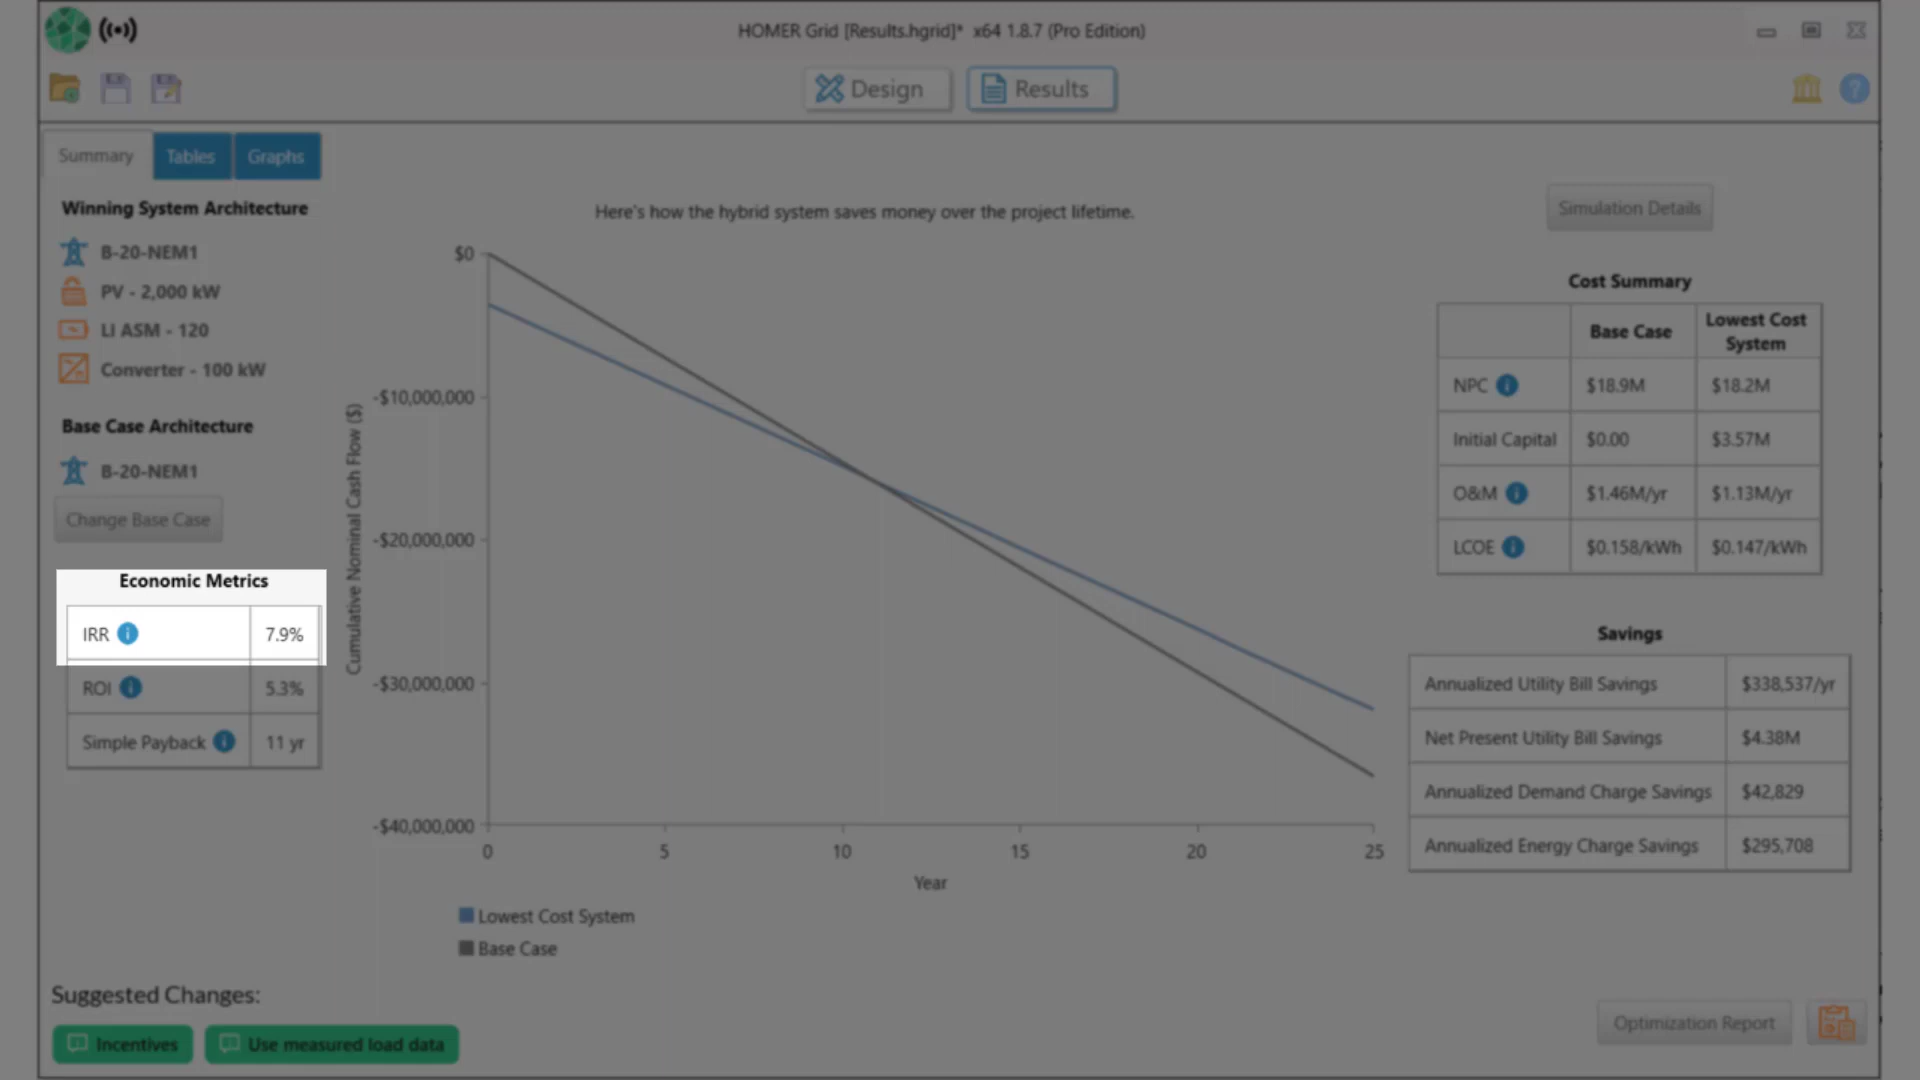 HOMER Grid [Results.hgrid]* x64 1.8.7 (Pro Edition)
Design
Results
?
Summary
Tables
Graphs
Winning System Architecture
B-20-NEM1
PV - 2,000 kW
LI ASM - 120
Converter - 100 kW
Base Case Architecture
B-20-NEM1
Change Base Case
Economic Metrics
IRR i 7.9%
ROI i 5.3%
Simple Payback i 11 yr
Here's how the hybrid system saves money over the project lifetime.
Cumulative Nominal Cash Flow ($)
$0
-$10,000,000
-$20,000,000
-$30,000,000
-$40,000,000
0 5 10 15 20 25
Year
Lowest Cost System
Base Case
Simulation Details
Cost Summary
Base Case
Lowest Cost
System
NPC i $18.9M $18.2M
Initial Capital $0.00 $3.57M
O&M i $1.46M/yr $1.13M/yr
LCOE i $0.158/kWh $0.147/kWh
Savings
Annualized Utility Bill Savings $338,537/yr
Net Present Utility Bill Savings $4.38M
Annualized Demand Charge Savings $42,829
Annualized Energy Charge Savings $295,708
Suggested Changes:
Incentives
Use measured load data
Optimization Report